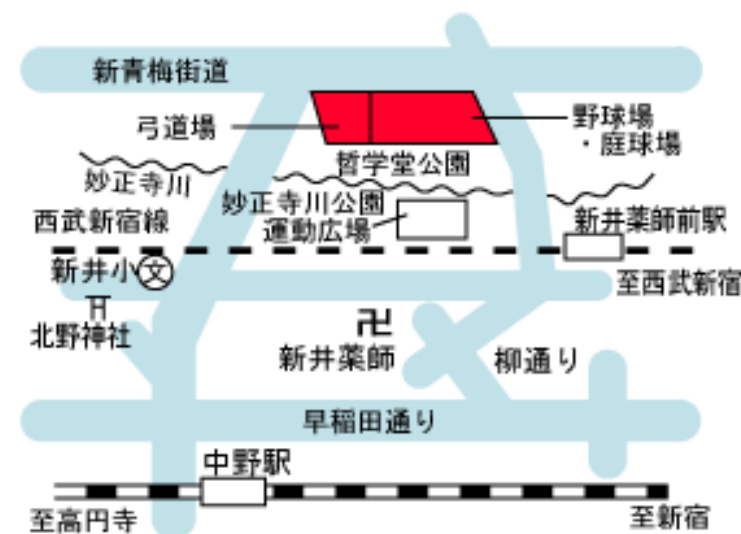 新青梅街道
弓道場
野球場
・庭球場
哲学堂公園
妙正寺川
妙正寺川公園
運動広場
西武新宿線
新井薬師前駅
新井小
文
至西武新宿
北野神社
新井薬師
柳通り
早稲田通り
中野駅
至高円寺
至新宿